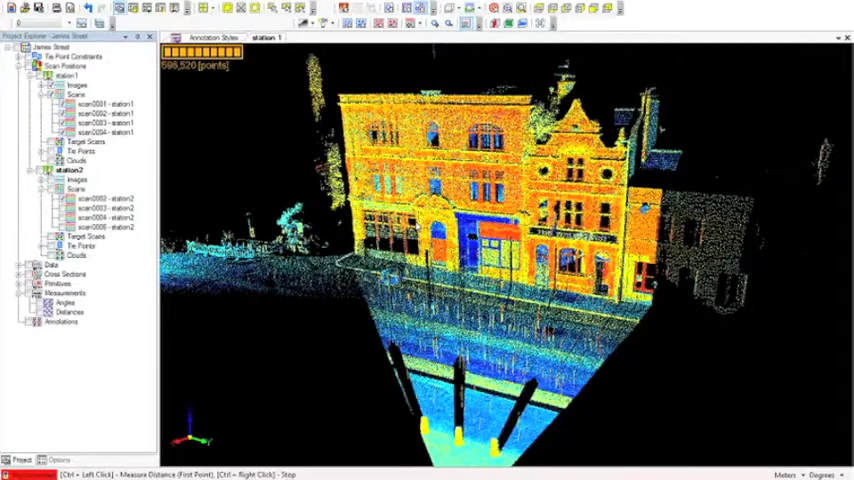 0
Project Explorer - James Street
James Street
Tie Point Constraints
Scan Positions
station1
Images
Scans
scan0001 - station1
scan0002 - station1
scan0003 - station1
scan0004 - station1
Target Scans
Tie Points
Clouds
station2
Images
Scans
scan0002 - station2
scan0003 - station2
scan0004 - station2
scan0005 - station2
Target Scans
Tie Points
Clouds
Data
Cross Sections
Primitives
Measurements
Angles
Distances
Annotations
Project
Options
Annotation Styles
station 1
598,520 [points]
[Ctrl + Left Click] - Measure Distance (First Point), [Ctrl + Right Click] - Stop
Meters
Degrees